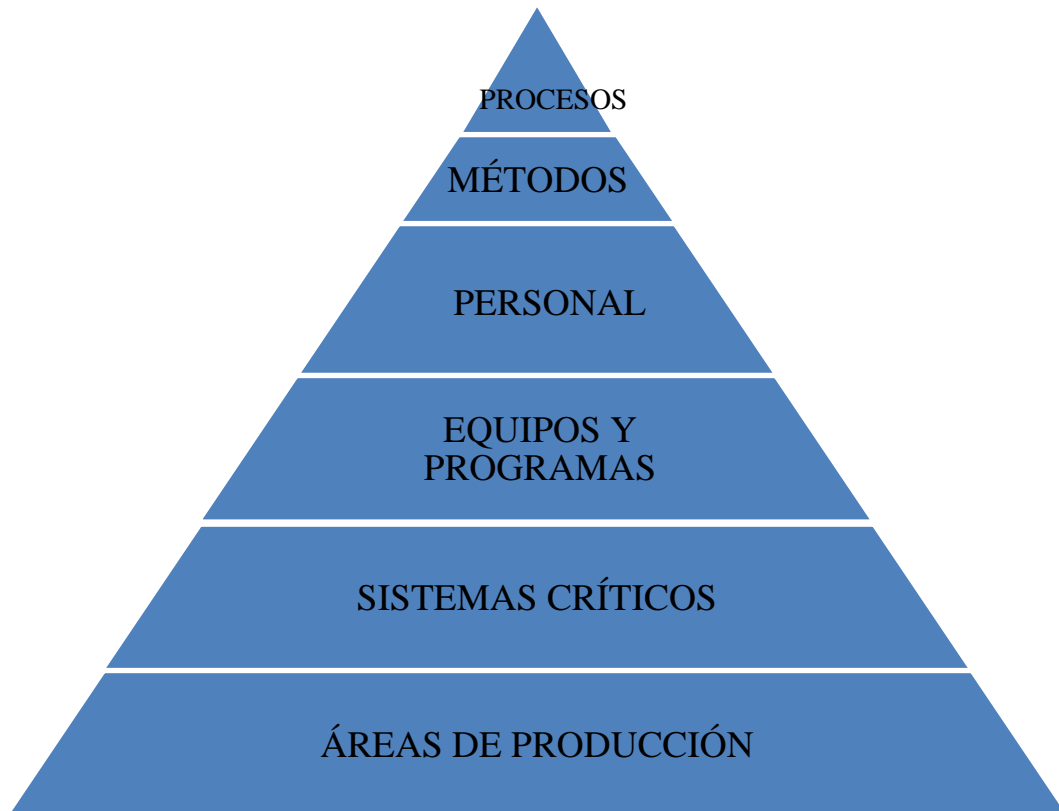 PROCESOS
MÉTODOS
PERSONAL
EQUIPOS Y
PROGRAMAS
SISTEMAS CRÍTICOS
ÁREAS DE PRODUCCIÓN